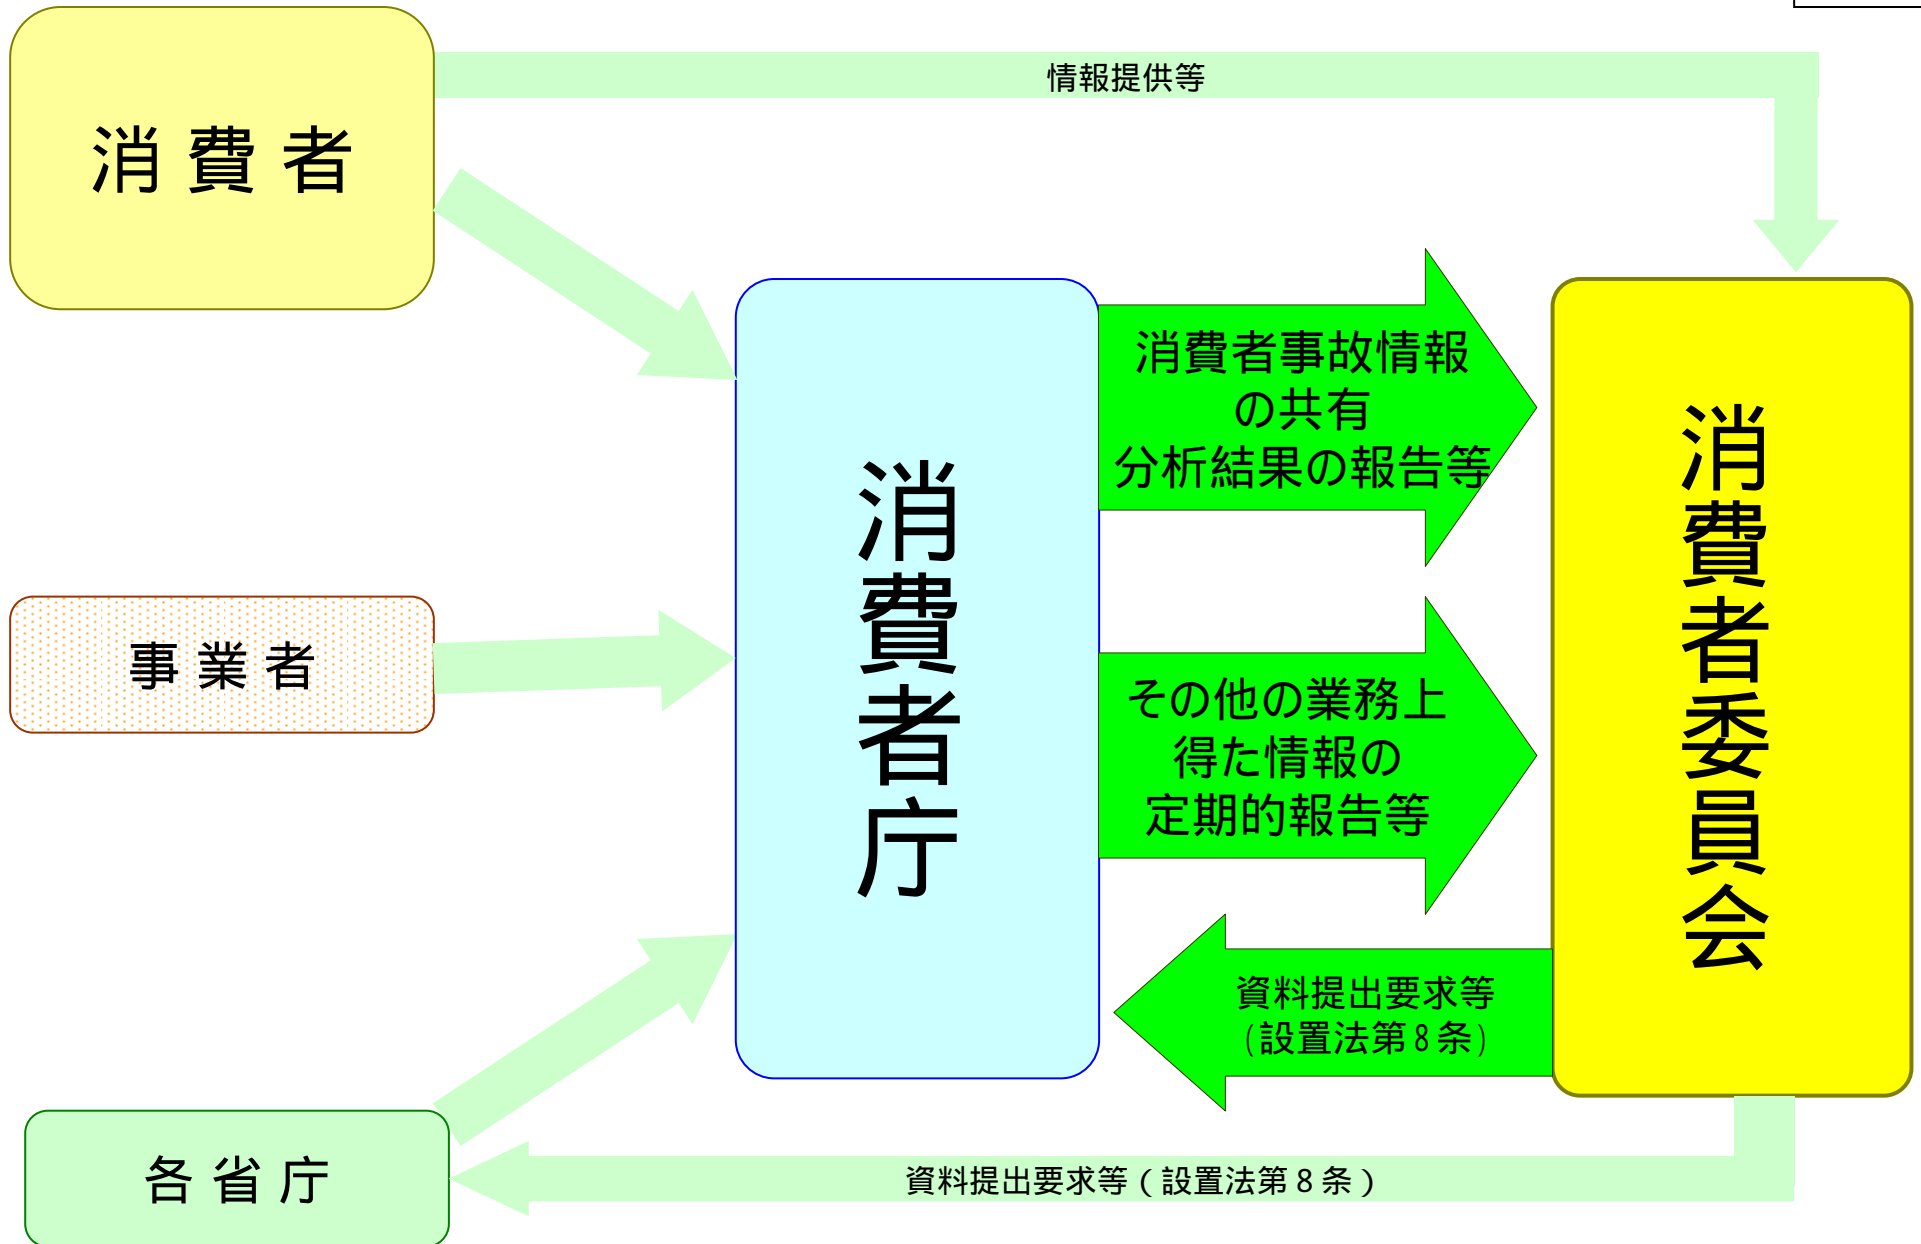 情報提供等
消 費 者
消費者事故情報
の共有
分析結果の報告等
消費者庁
消費者委員会
事 業 者
その他の業務上
得た情報の
定期的報告等
資料提出要求等
(設置法第8条)
各 省 庁
資料提出要求等（設置法第８条）